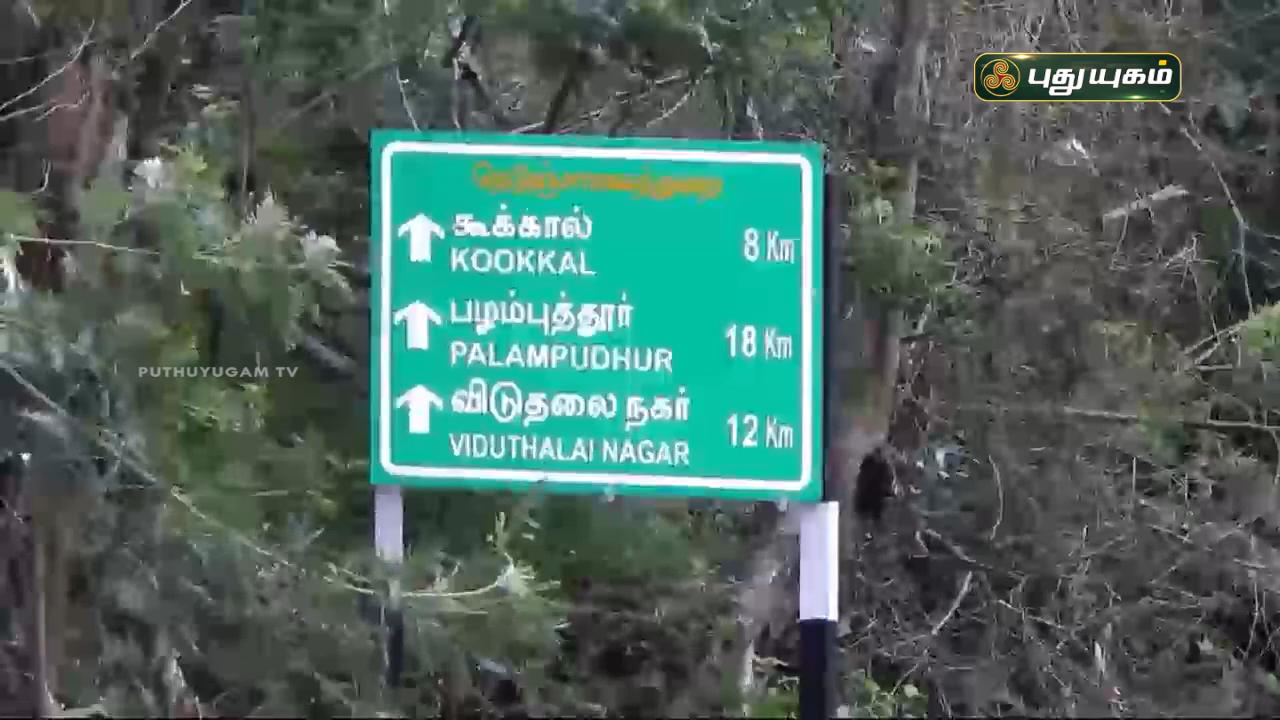 புதுயுகம்
நெடுஞ்சாலைத்துறை
கூக்கால் 8 Km
KOOKKAL
பழம்புத்தூர் 18 Km
PALAMPUDHUR
விடுதலை நகர் 12 Km
VIDUTHALAI NAGAR
PUTHUYUGAM TV